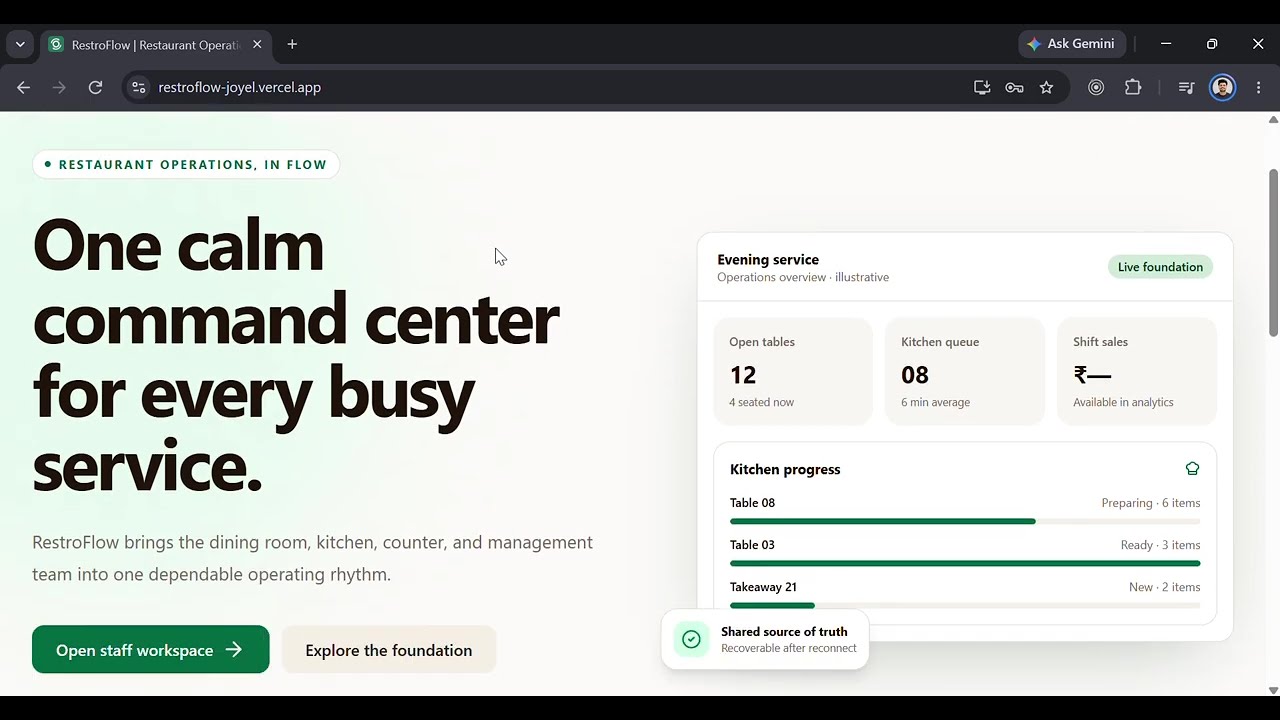 RestroFlow | Restaurant Operati
Ask Gemini
restroflow-joyel.vercel.app
RESTAURANT OPERATIONS, IN FLOW
One calm
command center
for every busy
service.
RestroFlow brings the dining room, kitchen, counter, and management
team into one dependable operating rhythm.
Open staff workspace
Explore the foundation
Evening service
Operations overview · illustrative
Live foundation
Open tables
12
4 seated now
Kitchen queue
08
6 min average
Shift sales
₹—
Available in analytics
Kitchen progress
Table 08
Preparing · 6 items
Table 03
Ready · 3 items
Takeaway 21
New · 2 items
Shared source of truth
Recoverable after reconnect